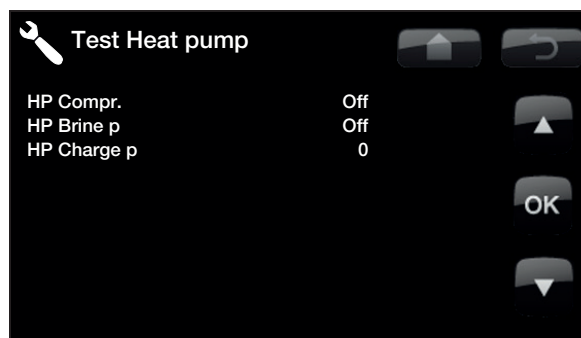 Test Heat pump
HP Compr. Off
HP Brine p Off
HP Charge p 0
OK